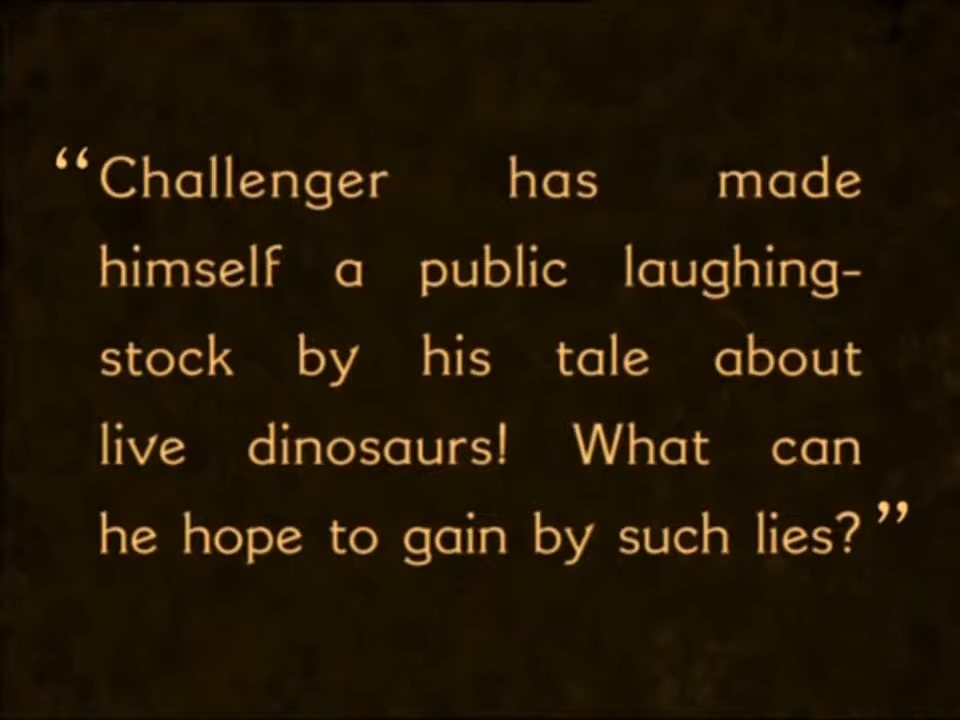 “Challenger has made
himself a public laughing-
stock by his tale about
live dinosaurs! What can
he hope to gain by such lies?”